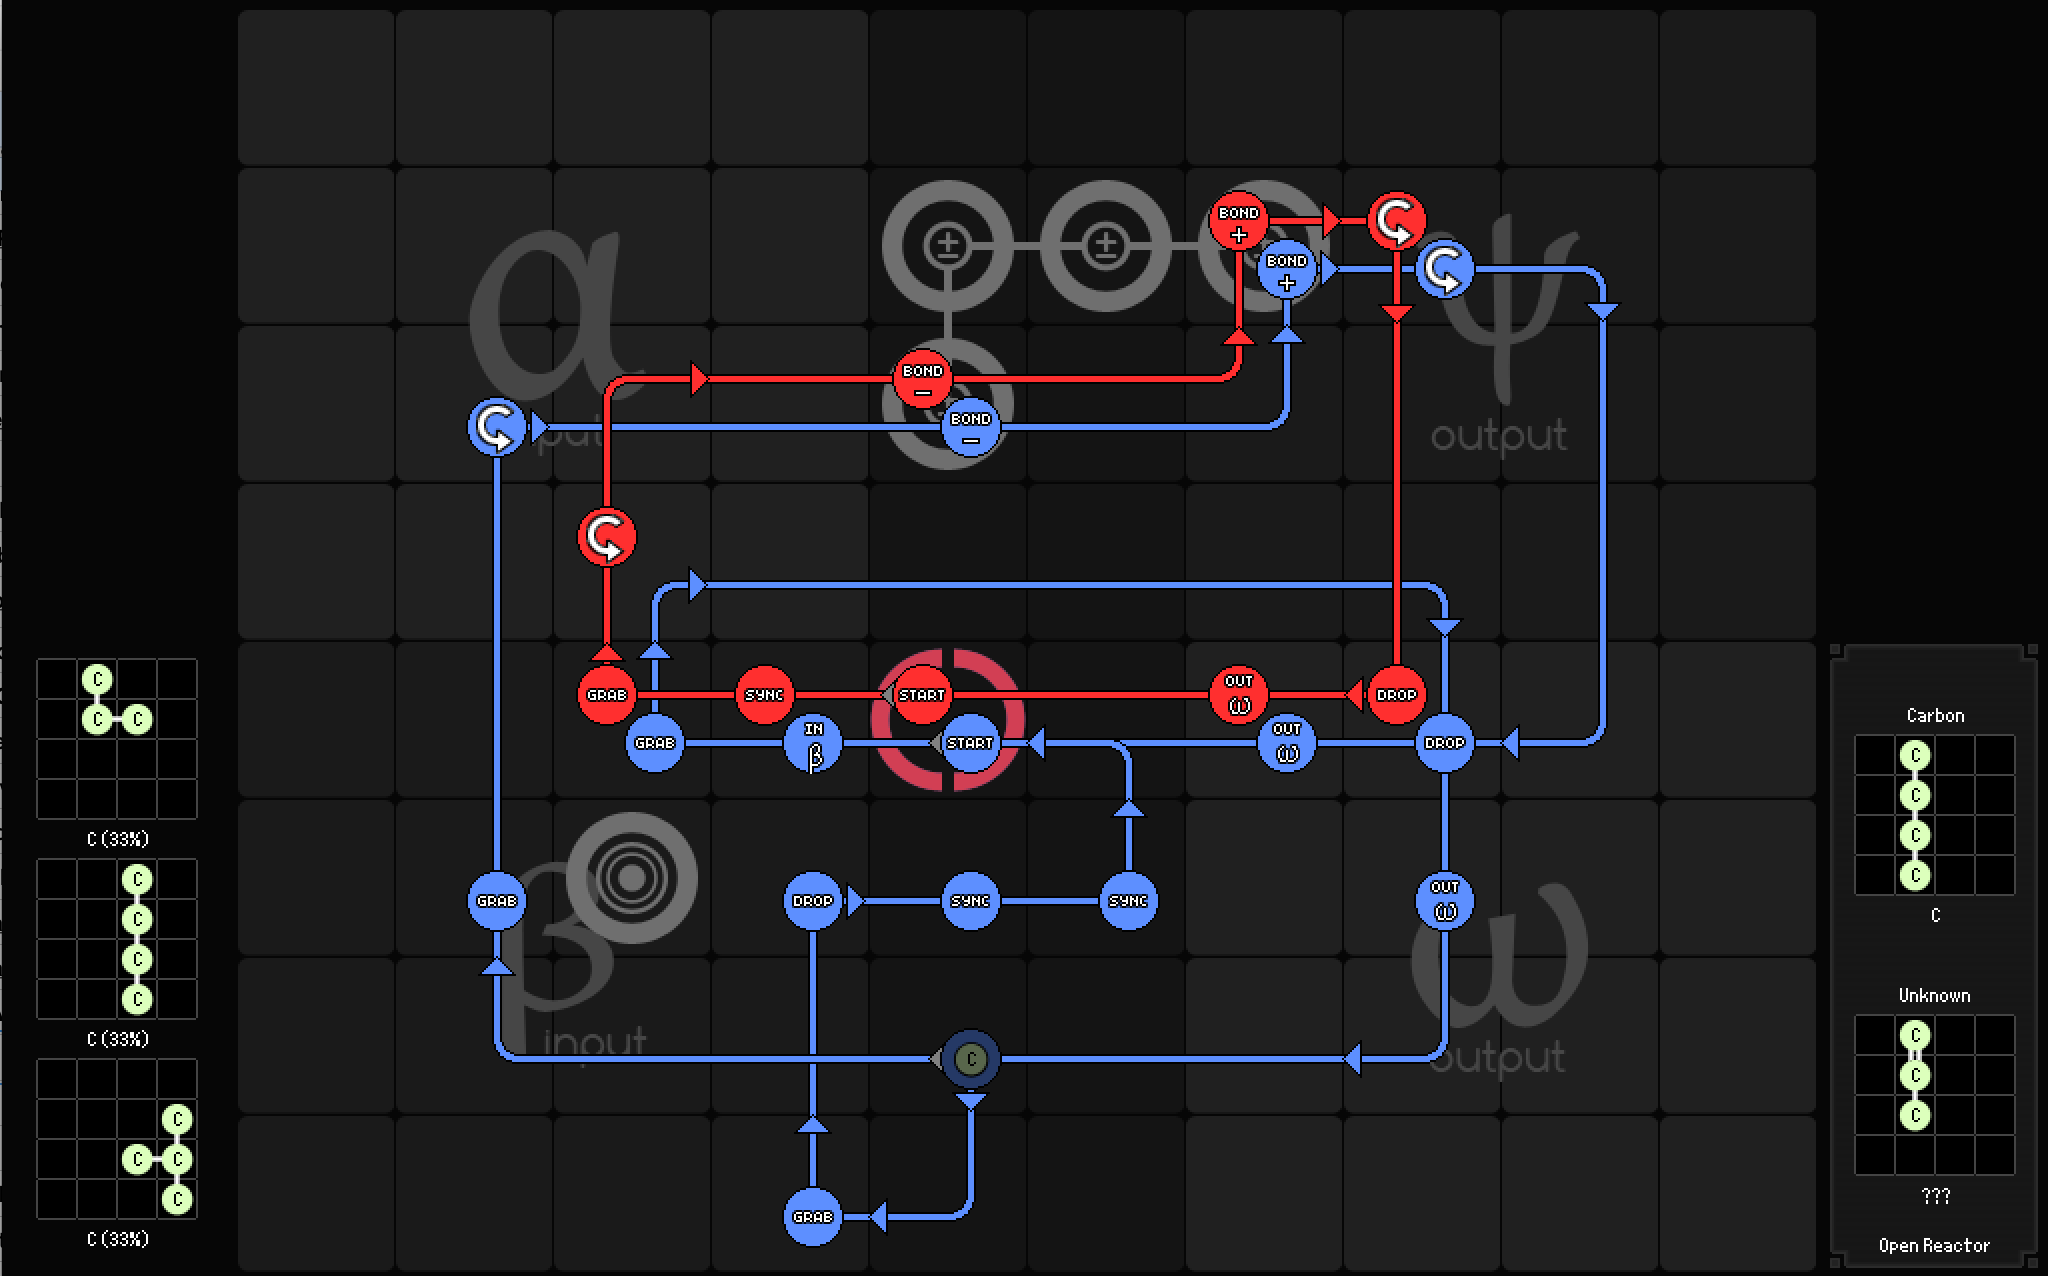 BOND
+
BOND
+
α
ψ
BOND
−
BOND
−
put
output
GRAB
SYNC
START
OUT
ω
DROP
GRAB
IN
β
START
OUT
ω
DROP
GRAB
DROP
SYNC
SYNC
OUT
ω
β
ω
input
C
output
GRAB
C
C
C
C (33%)
C
C
C
C
C (33%)
C
C
C
C
C (33%)
Carbon
C
C
C
C
C
Unknown
C
C
C
???
Open Reactor